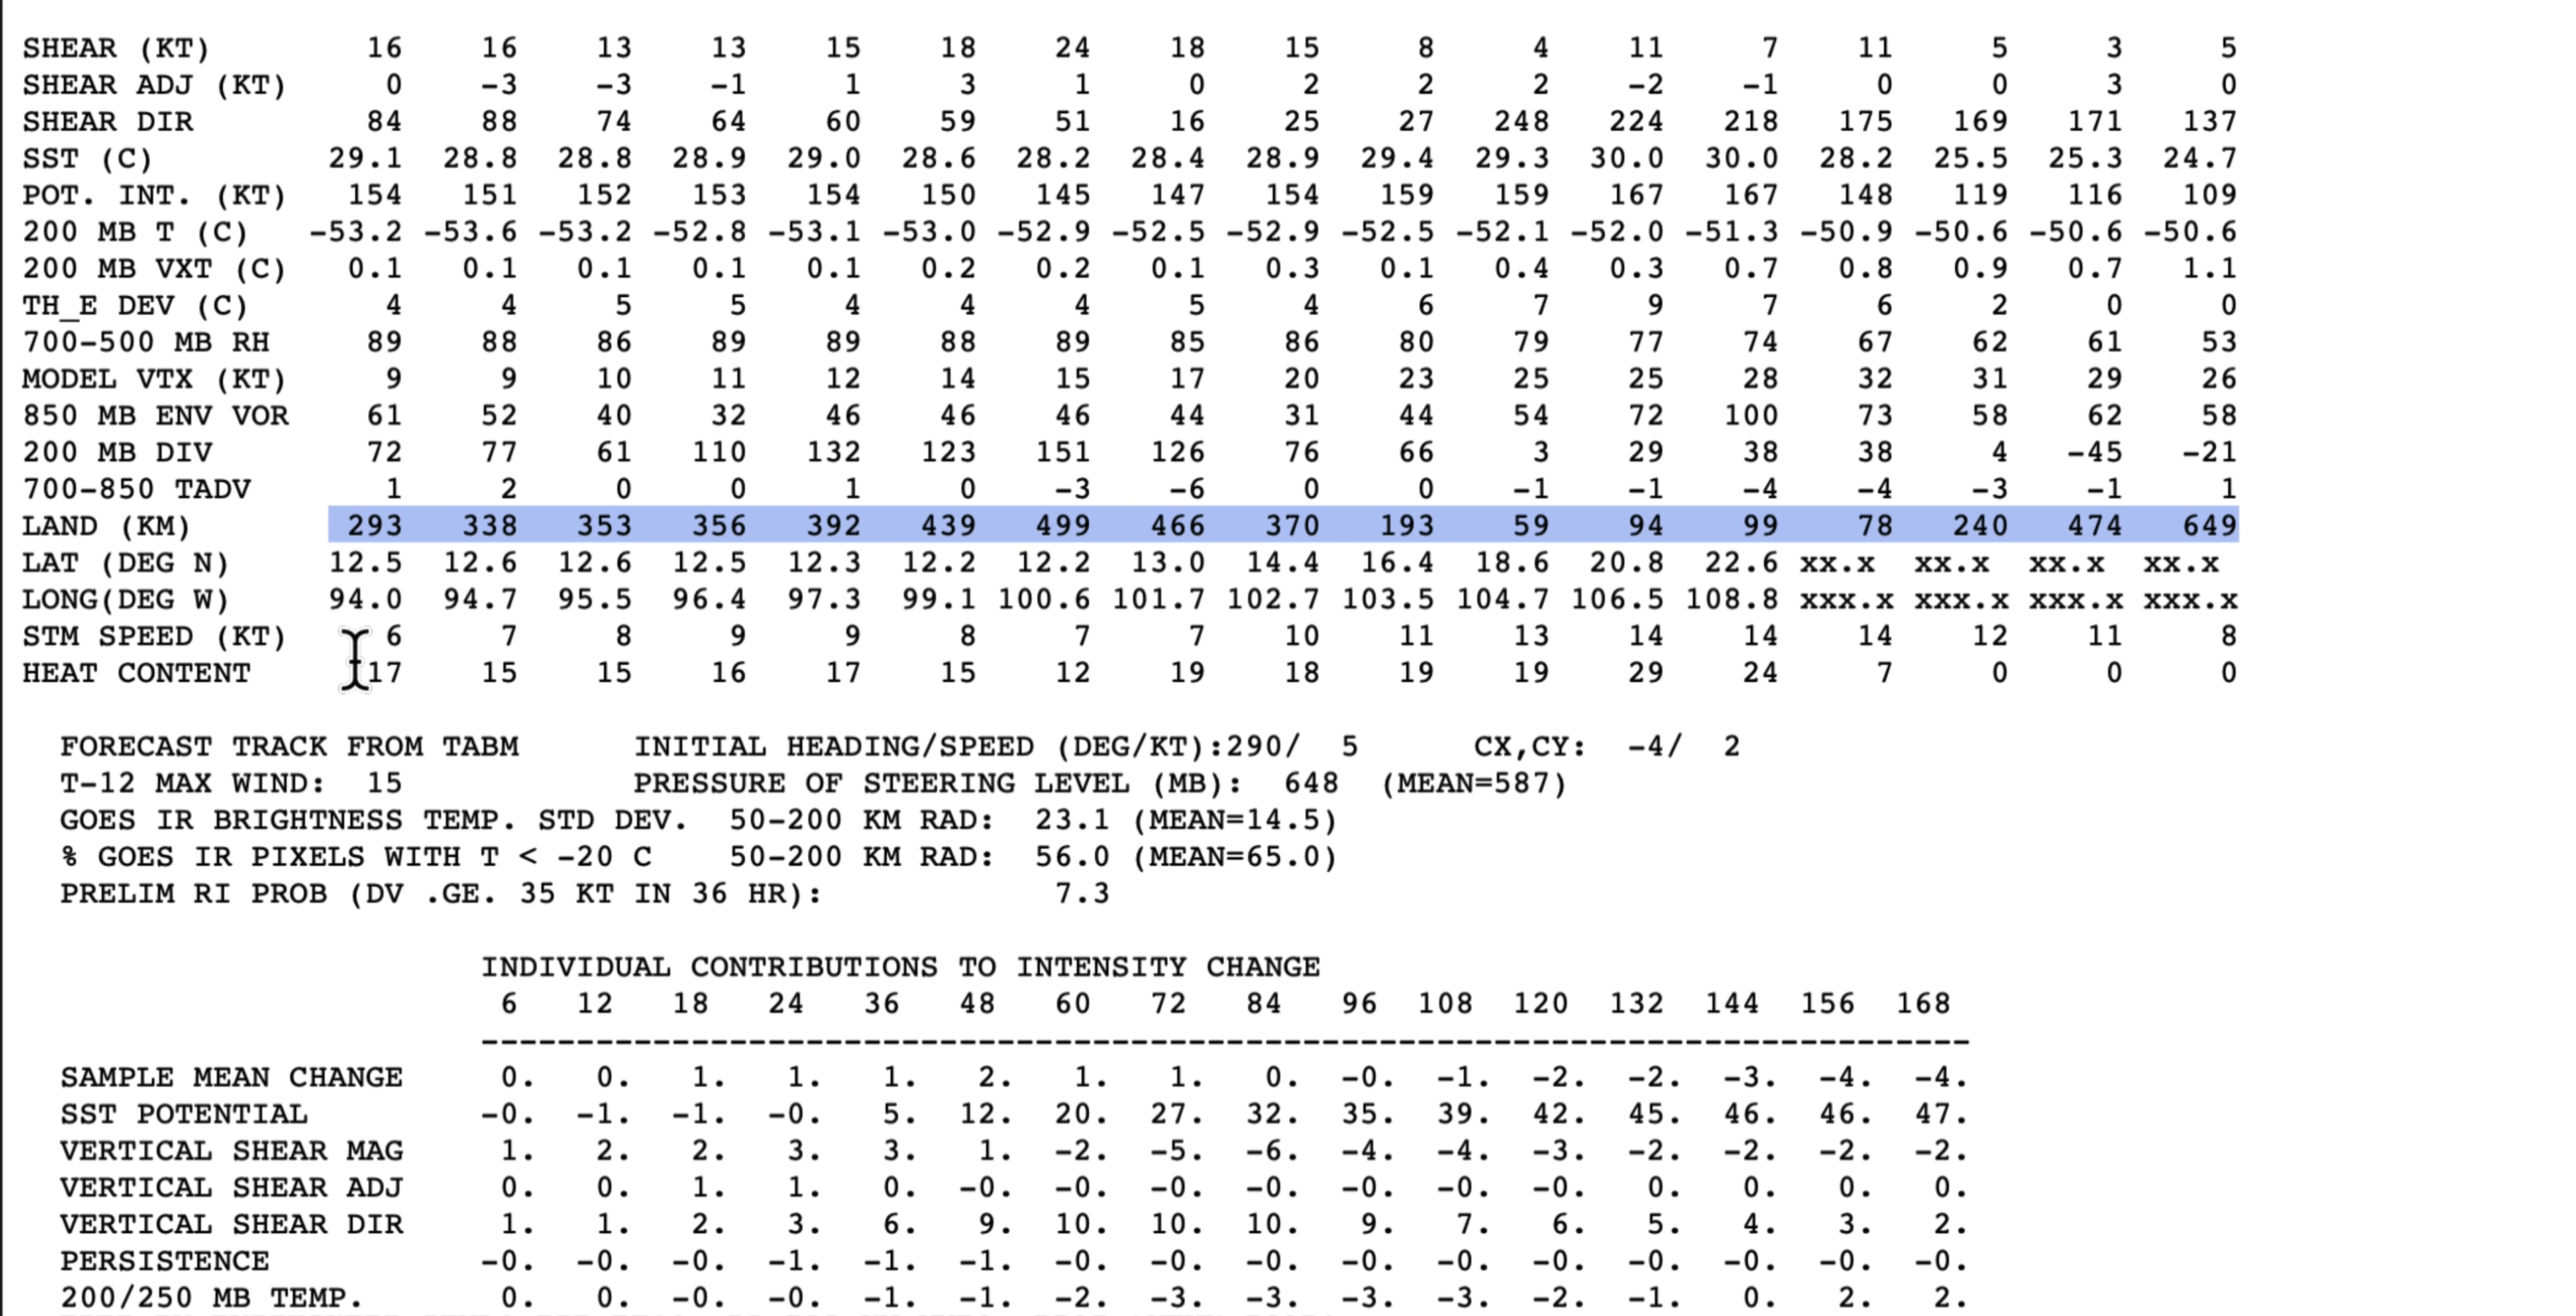 SHEAR (KT) 16 16 13 13 15 18 24 18 15 8 4 11 7 11 5 3 5
SHEAR ADJ (KT) 0 -3 -3 -1 1 3 1 0 2 2 2 -2 -1 0 0 3 0
SHEAR DIR 84 88 74 64 60 59 51 16 25 27 248 224 218 175 169 171 137
SST (C) 29.1 28.8 28.8 28.9 29.0 28.6 28.2 28.4 28.9 29.4 29.3 30.0 30.0 28.2 25.5 25.3 24.7
POT. INT. (KT) 154 151 152 153 154 150 145 147 154 159 159 167 167 148 119 116 109
200 MB T (C) -53.2 -53.6 -53.2 -52.8 -53.1 -53.0 -52.9 -52.5 -52.9 -52.5 -52.1 -52.0 -51.3 -50.9 -50.6 -50.6 -50.6
200 MB VXT (C) 0.1 0.1 0.1 0.1 0.1 0.2 0.2 0.1 0.3 0.1 0.4 0.3 0.7 0.8 0.9 0.7 1.1
TH_E DEV (C) 4 4 5 5 4 4 4 5 4 6 7 9 7 6 2 0 0
700-500 MB RH 89 88 86 89 89 88 89 85 86 80 79 77 74 67 62 61 53
MODEL VTX (KT) 9 9 10 11 12 14 15 17 20 23 25 25 28 32 31 29 26
850 MB ENV VOR 61 52 40 32 46 46 46 44 31 44 54 72 100 73 58 62 58
200 MB DIV 72 77 61 110 132 123 151 126 76 66 3 29 38 38 4 -45 -21
700-850 TADV 1 2 0 0 1 0 -3 -6 0 0 -1 -1 -4 -4 -3 -1 1
LAND (KM) 293 338 353 356 392 439 499 466 370 193 59 94 99 78 240 474 649
LAT (DEG N) 12.5 12.6 12.6 12.5 12.3 12.2 12.2 13.0 14.4 16.4 18.6 20.8 22.6 xx.x xx.x xx.x xx.x
LONG(DEG W) 94.0 94.7 95.5 96.4 97.3 99.1 100.6 101.7 102.7 103.5 104.7 106.5 108.8 xxx.x xxx.x xxx.x xxx.x
STM SPEED (KT) 6 7 8 9 9 8 7 7 10 11 13 14 14 14 12 11 8
HEAT CONTENT 17 15 15 16 17 15 12 19 18 19 19 29 24 7 0 0 0
FORECAST TRACK FROM TABM INITIAL HEADING/SPEED (DEG/KT):290/ 5 CX,CY: -4/ 2
T-12 MAX WIND: 15 PRESSURE OF STEERING LEVEL (MB): 648 (MEAN=587)
GOES IR BRIGHTNESS TEMP. STD DEV. 50-200 KM RAD: 23.1 (MEAN=14.5)
% GOES IR PIXELS WITH T < -20 C 50-200 KM RAD: 56.0 (MEAN=65.0)
PRELIM RI PROB (DV .GE. 35 KT IN 36 HR): 7.3
INDIVIDUAL CONTRIBUTIONS TO INTENSITY CHANGE
6 12 18 24 36 48 60 72 84 96 108 120 132 144 156 168
------------------------------------------------------------------------------
SAMPLE MEAN CHANGE 0. 0. 1. 1. 1. 2. 1. 1. 0. -0. -1. -2. -2. -3. -4. -4.
SST POTENTIAL -0. -1. -1. -0. 5. 12. 20. 27. 32. 35. 39. 42. 45. 46. 46. 47.
VERTICAL SHEAR MAG 1. 2. 2. 3. 3. 1. -2. -5. -6. -4. -4. -3. -2. -2. -2. -2.
VERTICAL SHEAR ADJ 0. 0. 1. 1. 0. -0. -0. -0. -0. -0. -0. -0. 0. 0. 0. 0.
VERTICAL SHEAR DIR 1. 1. 2. 3. 6. 9. 10. 10. 10. 9. 7. 6. 5. 4. 3. 2.
PERSISTENCE -0. -0. -0. -1. -1. -1. -0. -0. -0. -0. -0. -0. -0. -0. -0. -0.
200/250 MB TEMP. 0. 0. -0. -0. -1. -1. -2. -3. -3. -3. -3. -2. -1. 0. 2. 2.